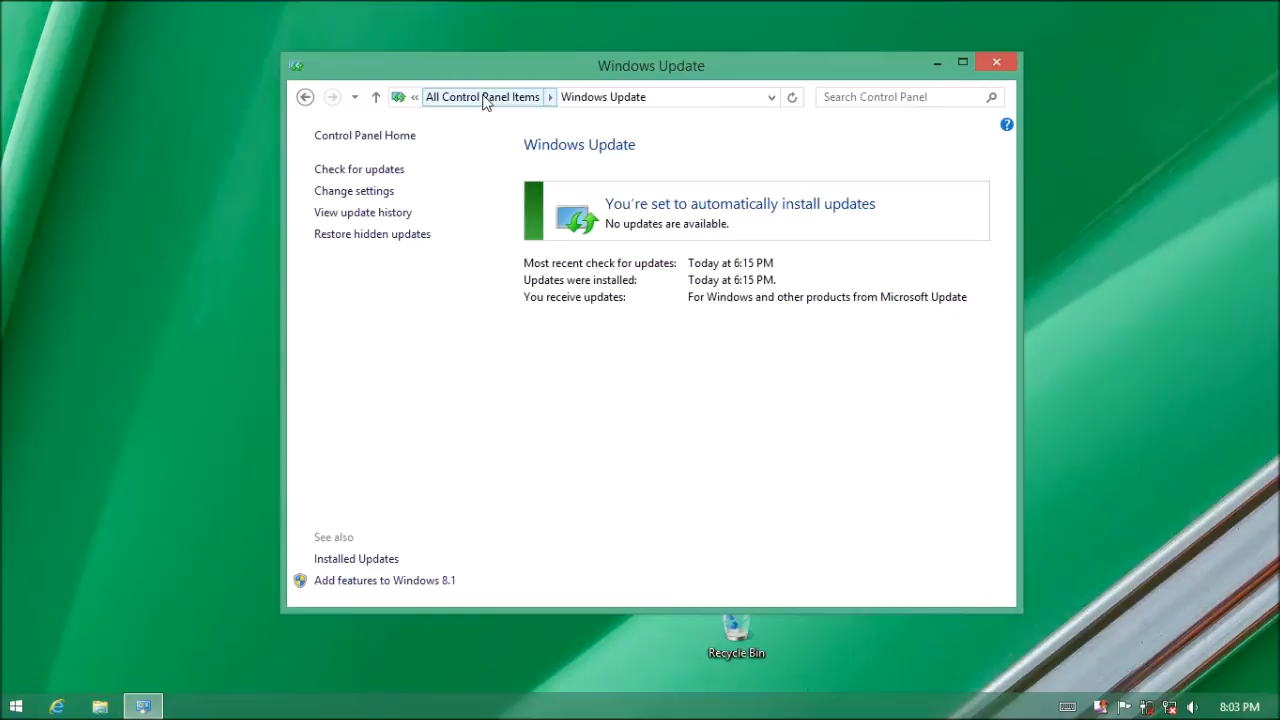 Windows Update
« All Control Panel Items Windows Update
Search Control Panel
Control Panel Home
Check for updates
Change settings
View update history
Restore hidden updates
Windows Update
You're set to automatically install updates
No updates are available.
Most recent check for updates: Today at 6:15 PM
Updates were installed: Today at 6:15 PM.
You receive updates: For Windows and other products from Microsoft Update
See also
Installed Updates
Add features to Windows 8.1
Recycle Bin
8:03 PM